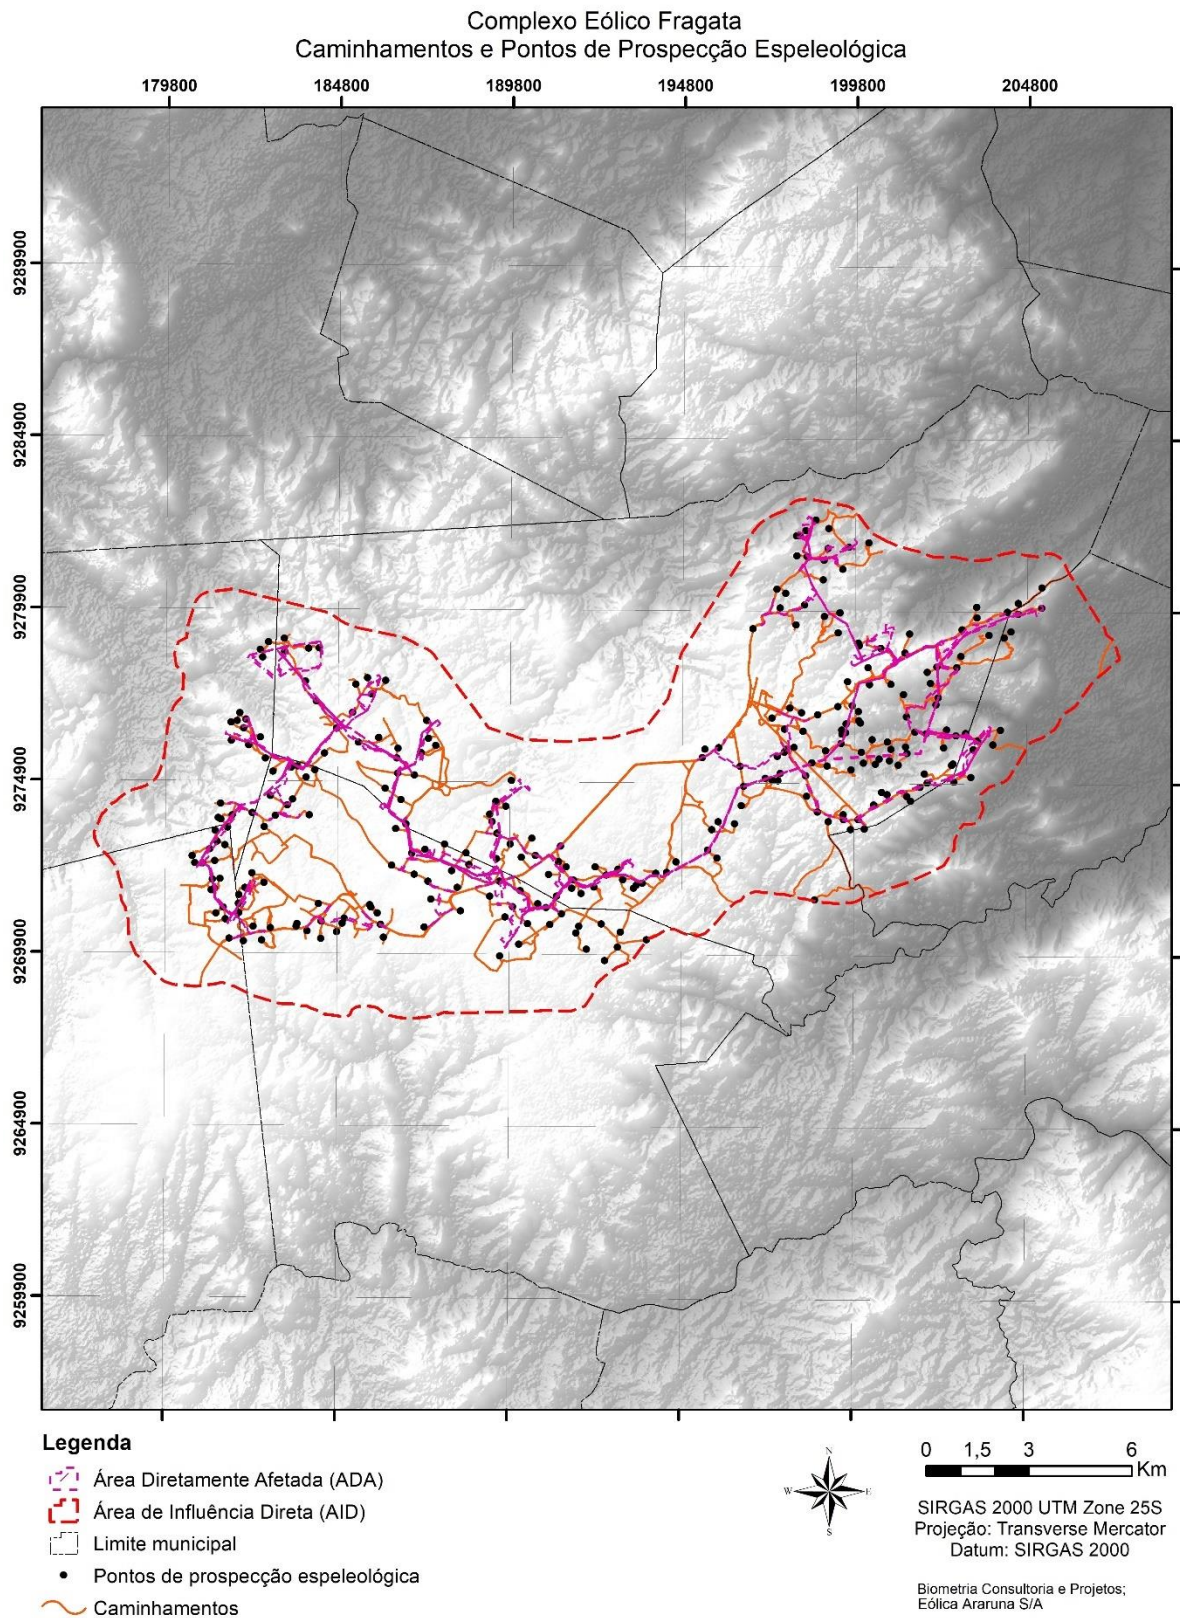 Complexo Eólico Fragata
Caminhamentos e Pontos de Prospecção Espeleológica
179800 184800 189800 194800 199800 204800
9289900
9284900
9279900
9274900
9269900
9264900
9259900
Legenda
Área Diretamente Afetada (ADA)
Área de Influência Direta (AID)
Limite municipal
Pontos de prospecção espeleológica
Caminhamentos
N
W E
S
0 1,5 3 6
Km
SIRGAS 2000 UTM Zone 25S
Projeção: Transverse Mercator
Datum: SIRGAS 2000
Biometria Consultoria e Projetos;
Eólica Araruna S/A